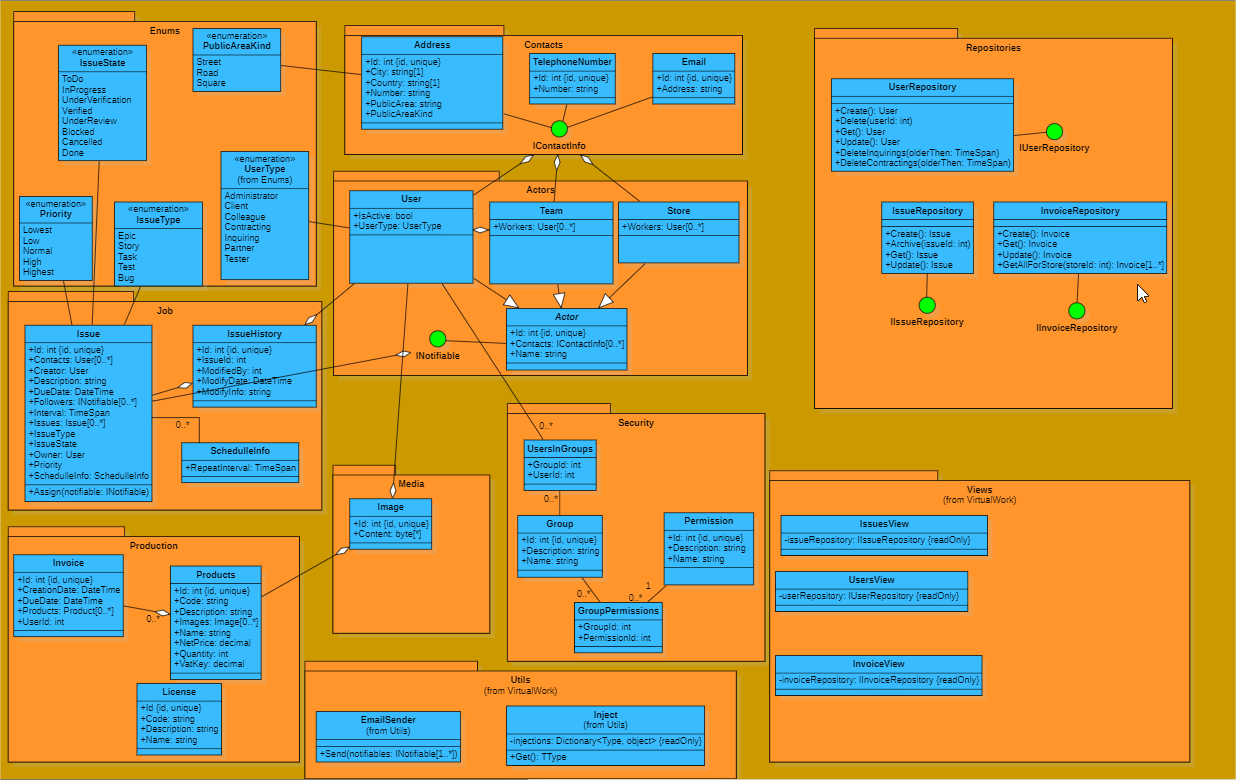 Enums
«enumeration»
IssueState
ToDo
InProgress
UnderVerification
Verified
UnderReview
Blocked
Cancelled
Done
«enumeration»
PublicAreaKind
Street
Road
Square
«enumeration»
UserType
(from Enums)
Administrator
Client
Colleague
Contracting
Inquiring
Partner
Tester
«enumeration»
Priority
Lowest
Low
Normal
High
Highest
«enumeration»
IssueType
Epic
Story
Task
Test
Bug
Contacts
Address
+Id: int {id, unique}
+City: string[1]
+Country: string[1]
+Number: string
+PublicArea: string
+PublicAreaKind
TelephoneNumber
+Id: int {id, unique}
+Number: string
Email
+Id: int {id, unique}
+Address: string
IContactInfo
Actors
User
+IsActive: bool
+UserType: UserType
Team
+Workers: User[0..*]
Store
+Workers: User[0..*]
Actor
+Id: int {id, unique}
+Contacts: IContactInfo[0..*]
+Name: string
INotifiable
Repositories
UserRepository
+Create(): User
+Delete(userId: int)
+Get(): User
+Update(): User
+DeleteInquirings(olderThen: TimeSpan)
+DeleteContractings(olderThen: TimeSpan)
IUserRepository
IssueRepository
+Create(): Issue
+Archive(issueId: int)
+Get(): Issue
+Update(): Issue
IIssueRepository
InvoiceRepository
+Create(): Invoice
+Get(): Invoice
+Update(): Invoice
+GetAllForStore(storeId: int): Invoice[1..*]
IInvoiceRepository
Job
Issue
+Id: int {id, unique}
+Contacts: User[0..*]
+Creator: User
+Description: string
+DueDate: DateTime
+Followers: INotifiable[0..*]
+Interval: TimeSpan
+Issues: Issue[0..*]
+IssueType
+IssueState
+Owner: User
+Priority
+ScheduleInfo: ScheduleInfo
+Assign(notifiable: INotifiable)
IssueHistory
+Id: int {id, unique}
+IssueId: int
+ModifiedBy: int
+ModifyDate: DateTime
+ModifyInfo: string
0..*
ScheduleInfo
+RepeatInterval: TimeSpan
Media
Image
+Id: int {id, unique}
+Content: byte[*]
Security
0..*
UsersInGroups
+GroupId: int
+UserId: int
0..*
Group
+Id: int {id, unique}
+Description: string
+Name: string
Permission
+Id: int {id, unique}
+Description: string
+Name: string
0..*
1
0..*
GroupPermissions
+GroupId: int
+PermissionId: int
Views
(from VirtualWork)
IssuesView
-issueRepository: IIssueRepository {readOnly}
UsersView
-userRepository: IUserRepository {readOnly}
InvoiceView
-invoiceRepository: IInvoiceRepository {readOnly}
Production
Invoice
+Id: int {id, unique}
+CreationDate: DateTime
+DueDate: DateTime
+Products: Product[0..*]
+UserId: int
0..*
Products
+Id: int {id, unique}
+Code: string
+Description: string
+Images: Image[0..*]
+Name: string
+NetPrice: decimal
+Quantity: int
+VatKey: decimal
License
+Id {id, unique}
+Code: string
+Description: string
+Name: string
Utils
(from VirtualWork)
EmailSender
(from Utils)
+Send(notifiables: INotifiable[1..*])
Inject
(from Utils)
-injections: Dictionary<Type, object> {readOnly}
+Get(): TType